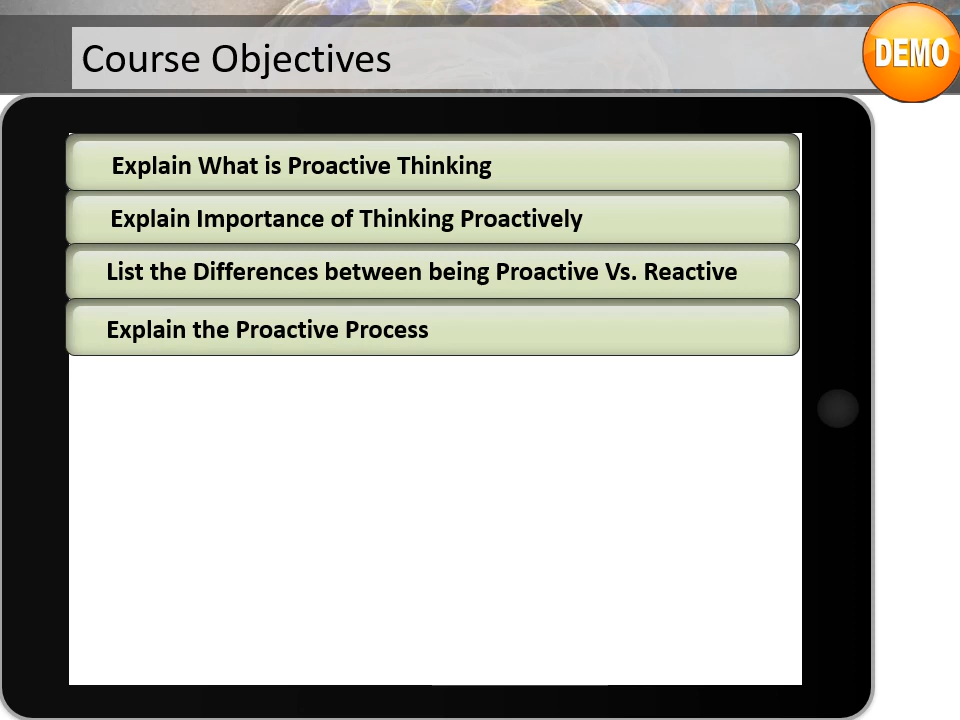 Course Objectives
DEMO
Explain What is Proactive Thinking
Explain Importance of Thinking Proactively
List the Differences between being Proactive Vs. Reactive
Explain the Proactive Process